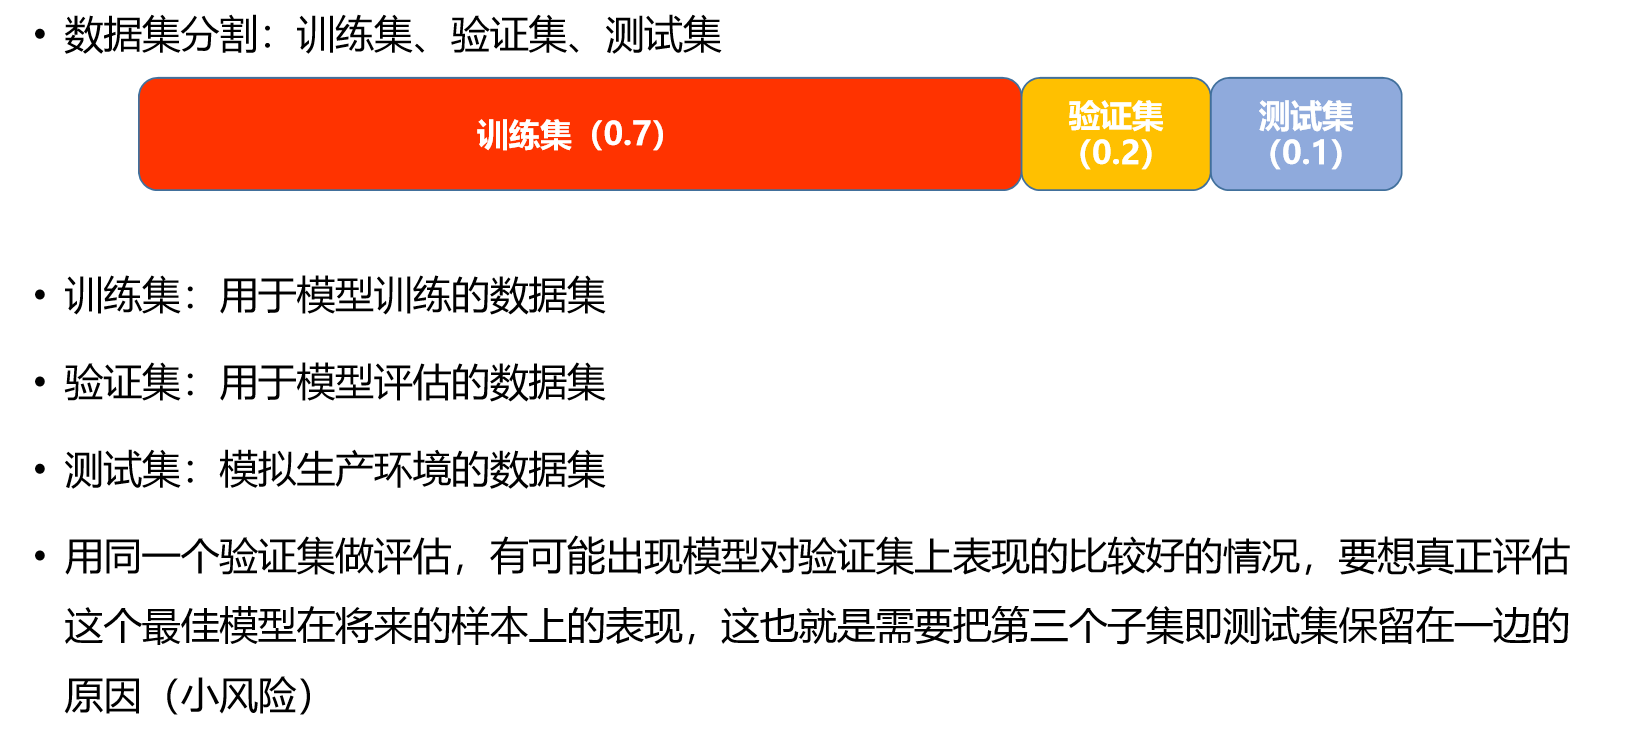 • 数据集分割：训练集、验证集、测试集
训练集（0.7）
验证集
（0.2）
测试集
（0.1）
• 训练集：用于模型训练的数据集
• 验证集：用于模型评估的数据集
• 测试集：模拟生产环境的数据集
• 用同一个验证集做评估，有可能出现模型对验证集上表现的比较好的情况，要想真正评估
这个最佳模型在将来的样本上的表现，这也就是需要把第三个子集即测试集保留在一边的
原因（小风险）